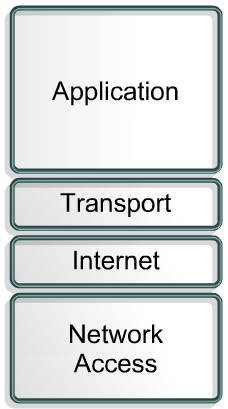 Application
Transport
Internet
Network
Access